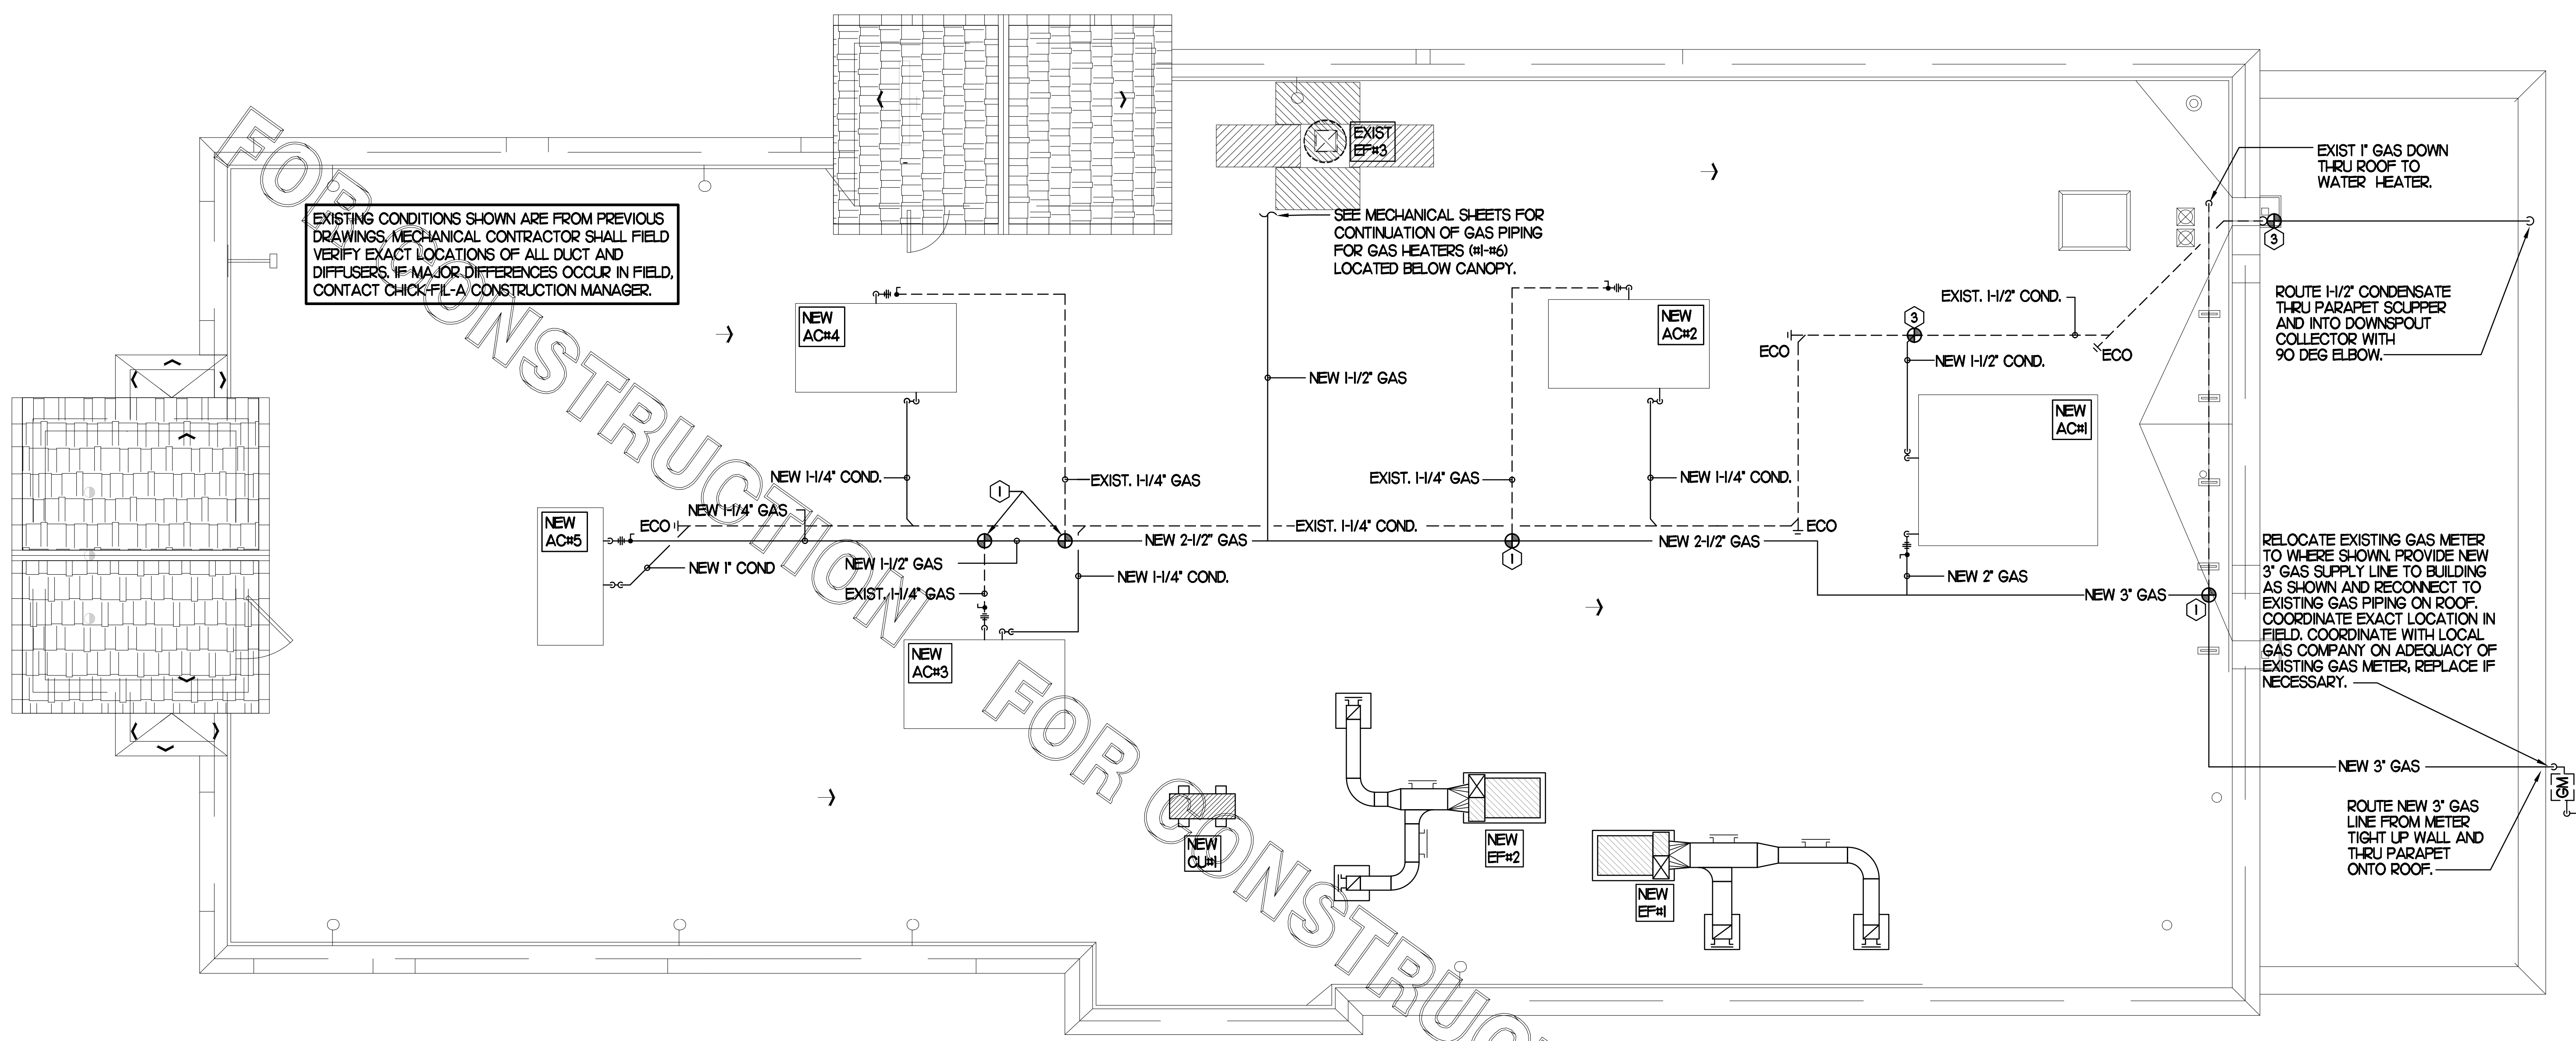 FOR CONSTRUCTION
EXISTING CONDITIONS SHOWN ARE FROM PREVIOUS
DRAWINGS. MECHANICAL CONTRACTOR SHALL FIELD
VERIFY EXACT LOCATIONS OF ALL DUCT AND
DIFFUSERS. IF MAJOR DIFFERENCES OCCUR IN FIELD,
CONTACT CHICK-FIL-A CONSTRUCTION MANAGER.
EXIST
EF#3
SEE MECHANICAL SHEETS FOR
CONTINUATION OF GAS PIPING
FOR GAS HEATERS (#1-#6)
LOCATED BELOW CANOPY.
EXIST 1" GAS DOWN
THRU ROOF TO
WATER HEATER.
3
ROUTE 1-1/2" CONDENSATE
THRU PARAPET SCUPPER
AND INTO DOWNSPOUT
COLLECTOR WITH
90 DEG ELBOW.
NEW
AC#4
NEW
AC#2
EXIST. 1-1/2" COND.
3
ECO
ECO
NEW 1-1/2" COND.
NEW 1-1/2" GAS
NEW
AC#1
NEW 1-1/4" COND.
EXIST. 1-1/4" GAS
EXIST. 1-1/4" GAS
NEW 1-1/4" COND.
1
NEW 1-1/4" GAS
NEW
AC#5
ECO
EXIST. 1-1/4" COND.
ECO
NEW 2-1/2" GAS
NEW 2-1/2" GAS
1
NEW 1" COND
NEW 1-1/2" GAS
NEW 1-1/4" COND.
EXIST. 1-1/4" GAS
NEW 2" GAS
NEW 3" GAS
1
RELOCATE EXISTING GAS METER
TO WHERE SHOWN. PROVIDE NEW
3" GAS SUPPLY LINE TO BUILDING
AS SHOWN AND RECONNECT TO
EXISTING GAS PIPING ON ROOF.
COORDINATE EXACT LOCATION IN
FIELD. COORDINATE WITH LOCAL
GAS COMPANY ON ADEQUACY OF
EXISTING GAS METER, REPLACE IF
NECESSARY.
NEW
AC#3
FOR CONSTRUC
NEW 3" GAS
GM
ROUTE NEW 3" GAS
LINE FROM METER
TIGHT UP WALL AND
THRU PARAPET
ONTO ROOF.
NEW
CU#1
NEW
EF#2
NEW
EF#1